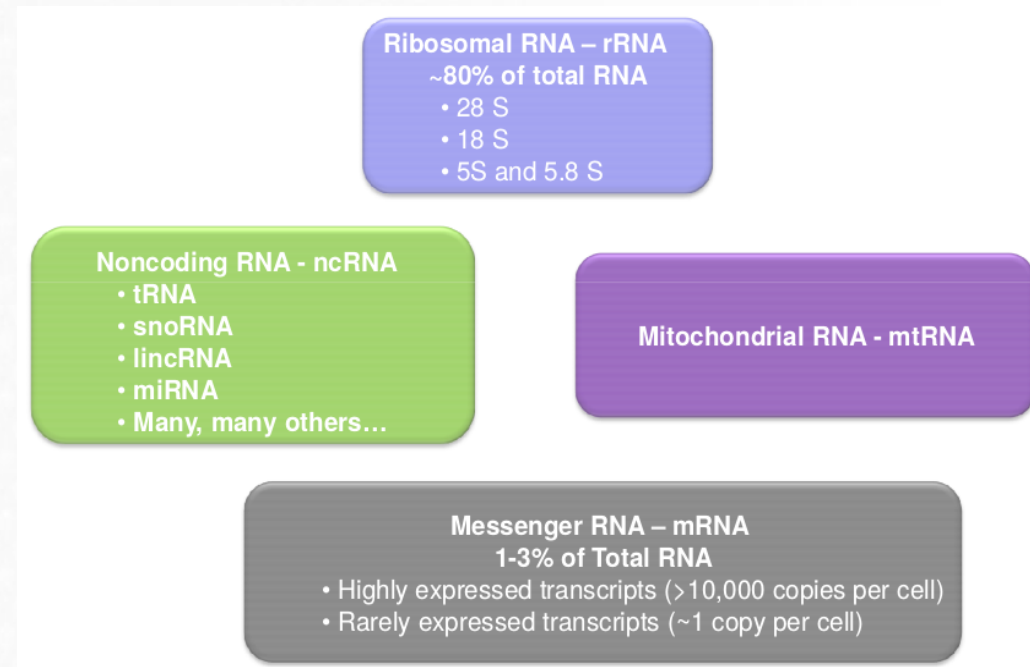 Ribosomal RNA – rRNA
~80% of total RNA
• 28 S
• 18 S
• 5S and 5.8 S
Noncoding RNA - ncRNA
• tRNA
• snoRNA
• lincRNA
• miRNA
• Many, many others…
Mitochondrial RNA - mtRNA
Messenger RNA – mRNA
1-3% of Total RNA
• Highly expressed transcripts (>10,000 copies per cell)
• Rarely expressed transcripts (~1 copy per cell)